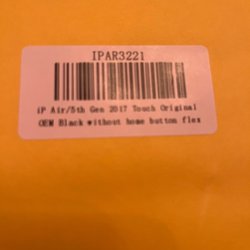 IPAR3221
iP Air/5th Gen 2017 Touch Original
OEM Black without home button flex